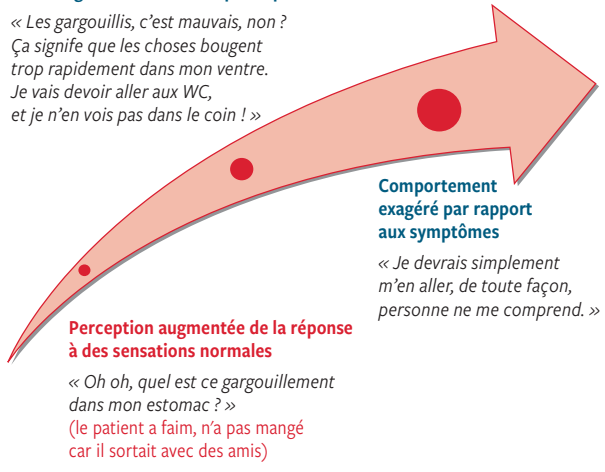 « Les gargouillis, c’est mauvais, non ?
Ça signife que les choses bougent
trop rapidement dans mon ventre.
Je vais devoir aller aux WC,
et je n’en vois pas dans le coin ! »
Comportement
exagéré par rapport
aux symptômes
« Je devrais simplement
m’en aller, de toute façon,
personne ne me comprend. »
Perception augmentée de la réponse
à des sensations normales
« Oh oh, quel est ce gargouillement
dans mon estomac ? »
(le patient a faim, n’a pas mangé
car il sortait avec des amis)